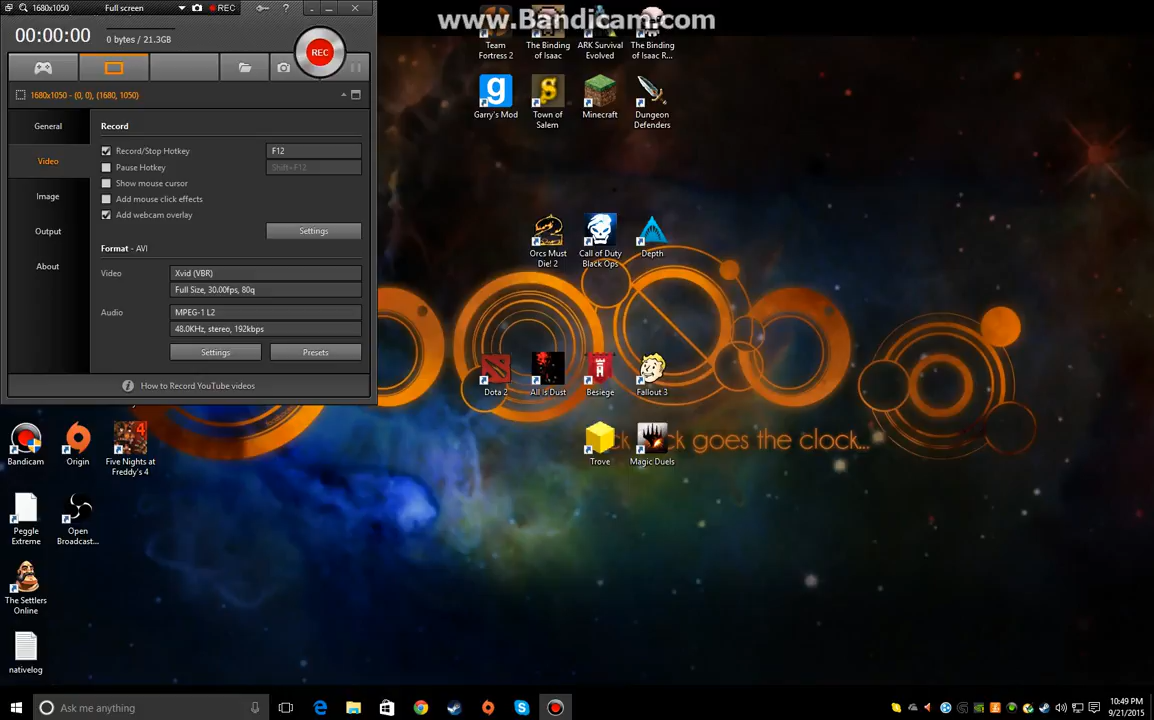 1680x1050
Full screen
REC
?
www.Bandicam.com
00:00:00
0 bytes / 21.3GB
REC
1680x1050 - (0, 0), (1680, 1050)
General
Video
Image
Output
About
Record
Record/Stop Hotkey
F12
Pause Hotkey
Shift+F12
Show mouse cursor
Add mouse click effects
Add webcam overlay
Settings
Format - AVI
Video
Xvid (VBR)
Full Size, 30.00fps, 80q
Audio
MPEG-1 L2
48.0KHz, stereo, 192kbps
Settings
Presets
How to Record YouTube videos
Team
Fortress 2
The Binding
of Isaac
ARK Survival
Evolved
The Binding
of Isaac R...
Garry's Mod
Town of
Salem
Minecraft
Dungeon
Defenders
Orcs Must
Die! 2
Call of Duty
Black Ops
Depth
Dota 2
All Is Dust
Besiege
Fallout 3
Trove
Magic Duels
ck goes the clock...
Bandicam
Origin
Five Nights at
Freddy's 4
Peggle
Extreme
Open
Broadcast...
The Settlers
Online
nativelog
Ask me anything
10:49 PM
9/21/2015